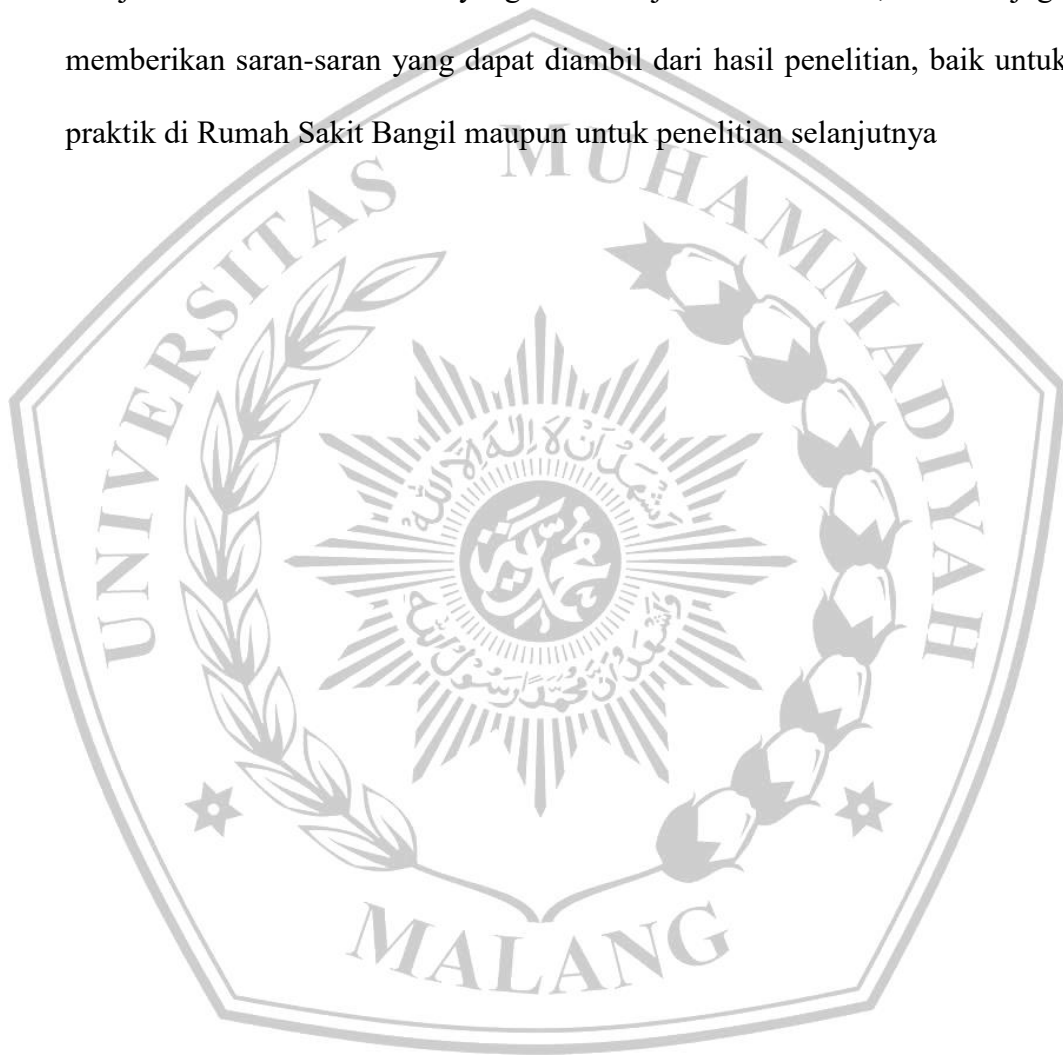 memberikan saran-saran yang dapat diambil dari hasil penelitian, baik untuk
praktik di Rumah Sakit Bangil maupun untuk penelitian selanjutnya
UNIVERSITAS MUHAMMADIYAH
MALANG